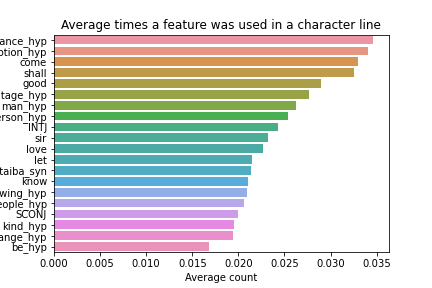 Average times a feature was used in a character line
ance_hyp
ption_hyp
come
shall
good
tage_hyp
man_hyp
erson_hyp
INTJ
sir
love
let
taiba_syn
know
wing_hyp
eople_hyp
SCONJ
kind_hyp
ange_hyp
be_hyp
0.000 0.005 0.010 0.015 0.020 0.025 0.030 0.035
Average count